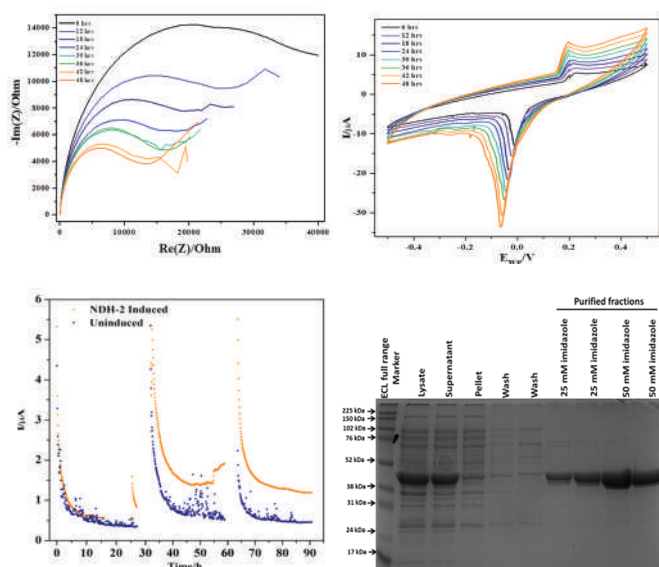 14000
12000
10000
8000
6000
4000
2000
0
-Im(Z)/Ohm
6 hrs
12 hrs
18 hrs
24 hrs
30 hrs
36 hrs
42 hrs
48 hrs
0
10000
20000
30000
40000
Re(Z)/Ohm
10
0
-10
-20
-30
I/µA
6 hrs
12 hrs
18 hrs
24 hrs
30 hrs
36 hrs
42 hrs
48 hrs
-0.4
-0.2
0.0
0.2
0.4
/V
6
5
4
3
2
1
0
I/µA
NDH-2 Induced
Uninduced
0
10
20
30
40
50
60
70
80
90
Time/h
Purified fractions
ECL full range
Marker
Lysate
Supernatant
Pellet
Wash
Wash
25 mM imidazole
25 mM imidazole
50 mM imidazole
50 mM imidazole
225 kDa
150 kDa
102 kDa
76 kDa
52 kDa
38 kDa
31 kDa
24 kDa
17 kDa